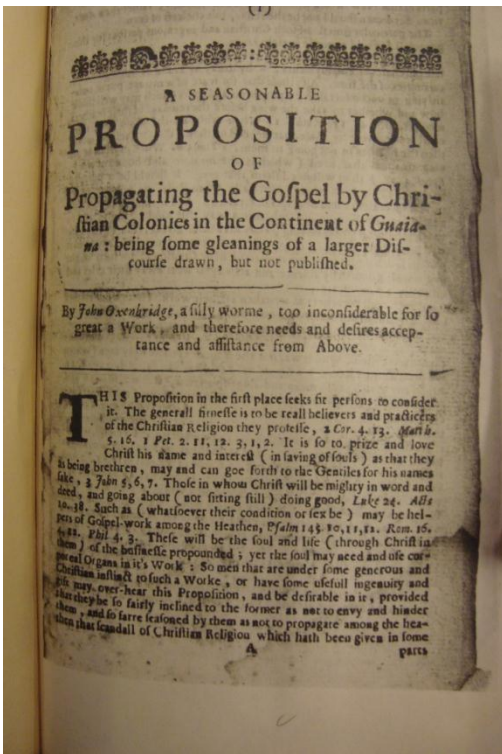 (1)
A SEASONABLE
PROPOSITION
OF
Propagating the Goſpel by Chri-
ſtian Colonies in the Continent of Guaia-
na: being ſome gleanings of a larger Diſ-
courſe drawn, but not publiſhed.
By John Oxenbridge, a ſilly worme, too inconſiderable for ſo
great a Work, and therefore needs and deſires accep-
tance and aſſiſtance from Above.
THIS Propoſition in the firſt place ſeeks fit perſons to conſider
it. The generall fitneſſe is to be reall believers and practicers
of the Chriſtian Religion they profeſſe, 2 Cor. 4. 13. Matth.
5. 16. 1 Pet. 2. 11, 12. 3, 1, 2. It is ſo to prize and love
Chriſt his name and intereſt (in ſaving of ſouls) as that they
as being brethren, may and can goe forth to the Gentiles for his names
ſake, 3 John 5, 6, 7. Thoſe in whom Chriſt will be mighty in word and
deed, and going about (not ſitting ſtill) doing good, Luke 24. Acts
10. 38. Such as (whatſoever their condition or ſex be) may be hel-
pers of Goſpel-work among the Heathen, Pſalm 145. 10, 11, 12. Rom. 16.
Phil 4. 3. Theſe will be the ſoul and life (through Chriſt in
them) of the buſineſſe propounded; yet the ſoul may need and uſe cor-
poreal Organs in it's Work: So men that are under ſome generous and
Chriſtian inſtinct to ſuch a Worke, or have ſome uſefull ingenuity and
gift may over-hear this Propoſition, and be deſirable in it, provided
that they be ſo fairly inclined to the former as not to envy and hinder
them, and ſo farre ſeaſoned by them as not to propagate among the hea-
then that ſcandall of Chriſtian Religion which hath been given in ſome
A parts